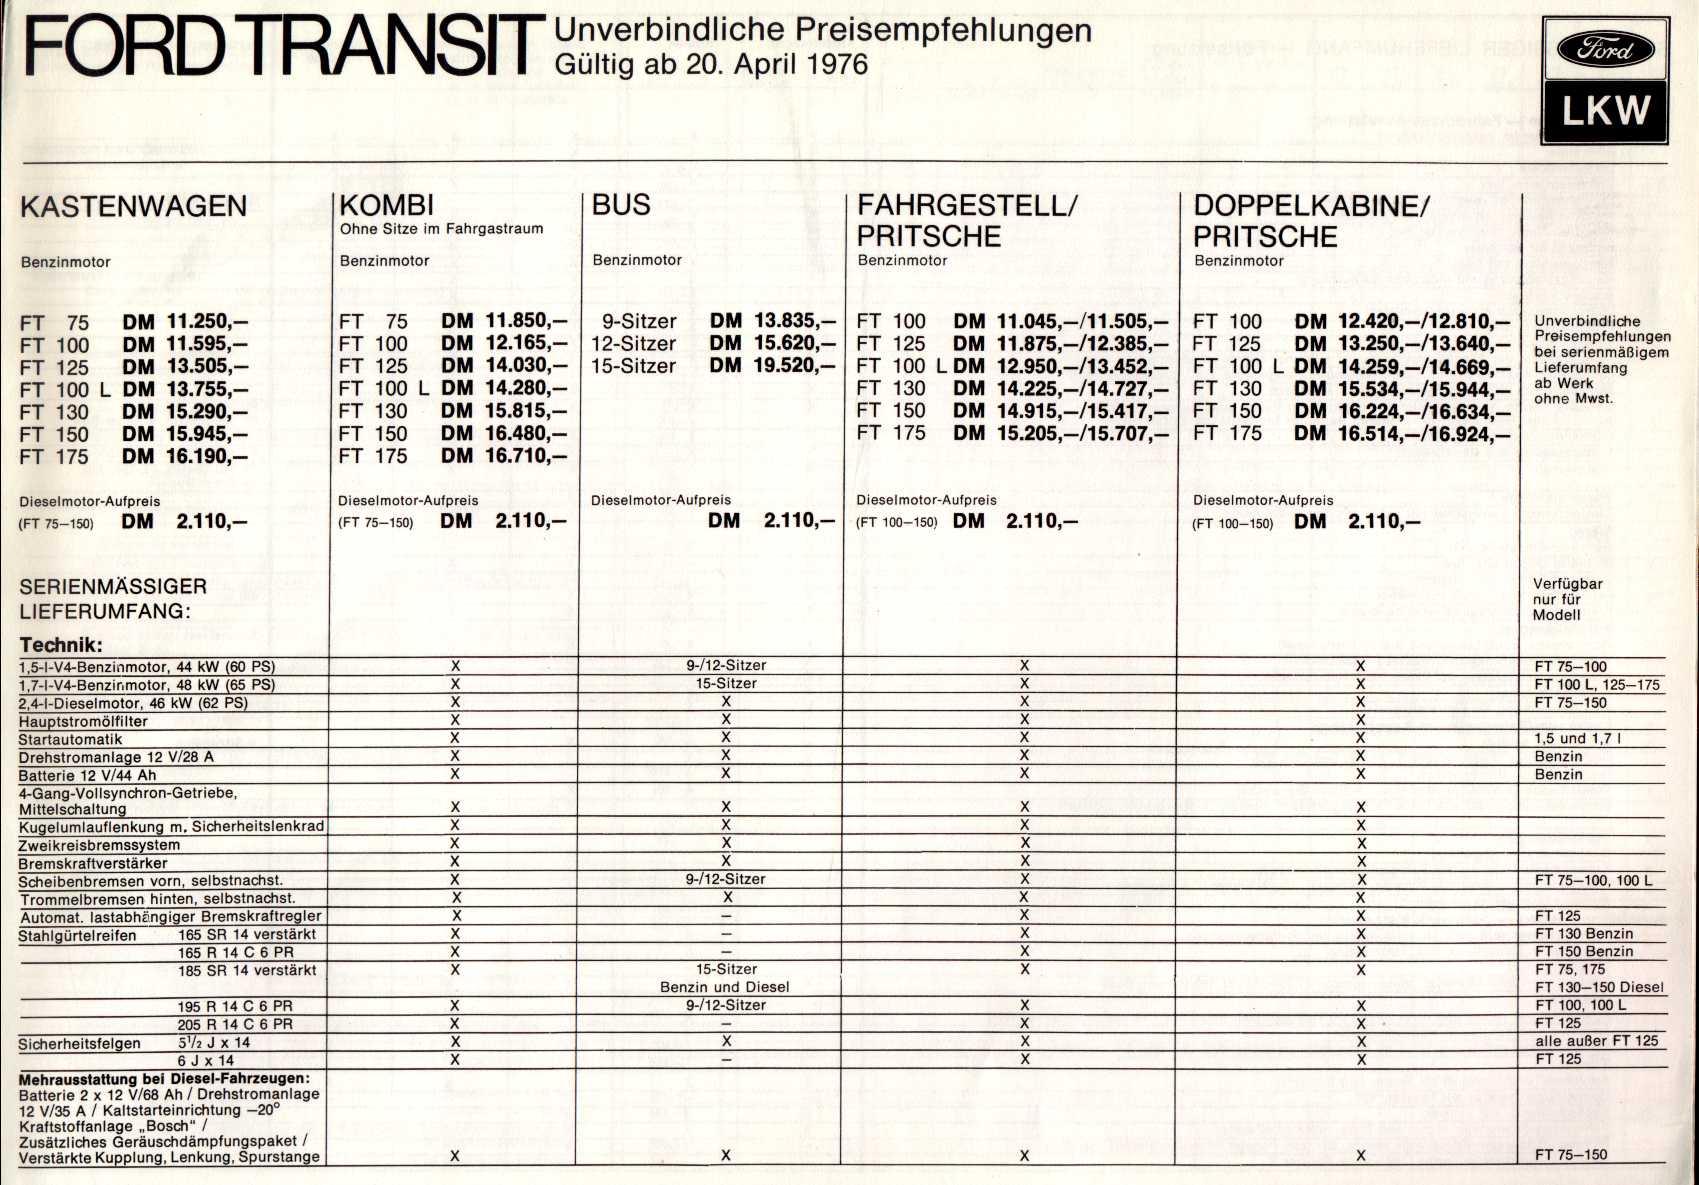 FORD TRANSIT Unverbindliche Preisempfehlungen
Gültig ab 20. April 1976
Ford
LKW
KASTENWAGEN
Benzinmotor
FT 75 DM 11.250,—
FT 100 DM 11.595,—
FT 125 DM 13.505,—
FT 100 L DM 13.755,—
FT 130 DM 15.290,—
FT 150 DM 15.945,—
FT 175 DM 16.190,—
Dieselmotor-Aufpreis
(FT 75—150) DM 2.110,—
KOMBI
Ohne Sitze im Fahrgastraum
Benzinmotor
FT 75 DM 11.850,—
FT 100 DM 12.165,—
FT 125 DM 14.030,—
FT 100 L DM 14.280,—
FT 130 DM 15.815,—
FT 150 DM 16.480,—
FT 175 DM 16.710,—
Dieselmotor-Aufpreis
(FT 75—150) DM 2.110,—
BUS
Benzinmotor
9-Sitzer DM 13.835,—
12-Sitzer DM 15.620,—
15-Sitzer DM 19.520,—
Dieselmotor-Aufpreis
DM 2.110,—
FAHRGESTELL/
PRITSCHE
Benzinmotor
FT 100 DM 11.045,—/11.505,—
FT 125 DM 11.875,—/12.385,—
FT 100 L DM 12.950,—/13.452,—
FT 130 DM 14.225,—/14.727,—
FT 150 DM 14.915,—/15.417,—
FT 175 DM 15.205,—/15.707,—
Dieselmotor-Aufpreis
(FT 100—150) DM 2.110,—
DOPPELKABINE/
PRITSCHE
Benzinmotor
FT 100 DM 12.420,—/12.810,—
FT 125 DM 13.250,—/13.640,—
FT 100 L DM 14.259,—/14.669,—
FT 130 DM 15.534,—/15.944,—
FT 150 DM 16.224,—/16.634,—
FT 175 DM 16.514,—/16.924,—
Dieselmotor-Aufpreis
(FT 100—150) DM 2.110,—
Unverbindliche
Preisempfehlungen
bei serienmäßigem
Lieferumfang
ab Werk
ohne Mwst.
SERIENMÄSSIGER
LIEFERUMFANG:
Verfügbar
nur für
Modell
Technik:
1,5-l-V4-Benzinmotor, 44 kW (60 PS) X 9-/12-Sitzer X X FT 75—100
1,7-l-V4-Benzinmotor, 48 kW (65 PS) X 15-Sitzer X X FT 100 L, 125—175
2,4-l-Dieselmotor, 46 kW (62 PS) X X X X FT 75—150
Hauptstromölfilter X X X X
Startautomatik X X X X 1,5 und 1,7 l
Drehstromanlage 12 V/28 A X X X X Benzin
Batterie 12 V/44 Ah X X X X Benzin
4-Gang-Vollsynchron-Getriebe,
Mittelschaltung X X X X
Kugelumlauflenkung m. Sicherheitslenkrad X X X X
Zweikreisbremssystem X X X X
Bremskraftverstärker X X X X
Scheibenbremsen vorn, selbstnachst. X 9-/12-Sitzer X X FT 75—100, 100 L
Trommelbremsen hinten, selbstnachst. X X X X
Automat. lastabhängiger Bremskraftregler X — X X FT 125
Stahlgürtelreifen 165 SR 14 verstärkt X — X X FT 130 Benzin
165 R 14 C 6 PR X — X X FT 150 Benzin
185 SR 14 verstärkt X 15-Sitzer X X FT 75, 175
Benzin und Diesel FT 130—150 Diesel
195 R 14 C 6 PR X 9-/12-Sitzer X X FT 100, 100 L
205 R 14 C 6 PR X — X X FT 125
Sicherheitsfelgen 5 1/2 J x 14 X X X X alle außer FT 125
6 J x 14 X — X X FT 125
Mehrausstattung bei Diesel-Fahrzeugen:
Batterie 2 x 12 V/68 Ah / Drehstromanlage
12 V/35 A / Kaltstarteinrichtung —20°
Kraftstoffanlage „Bosch" /
Zusätzliches Geräuschdämpfungspaket /
Verstärkte Kupplung, Lenkung, Spurstange X X X X FT 75—150